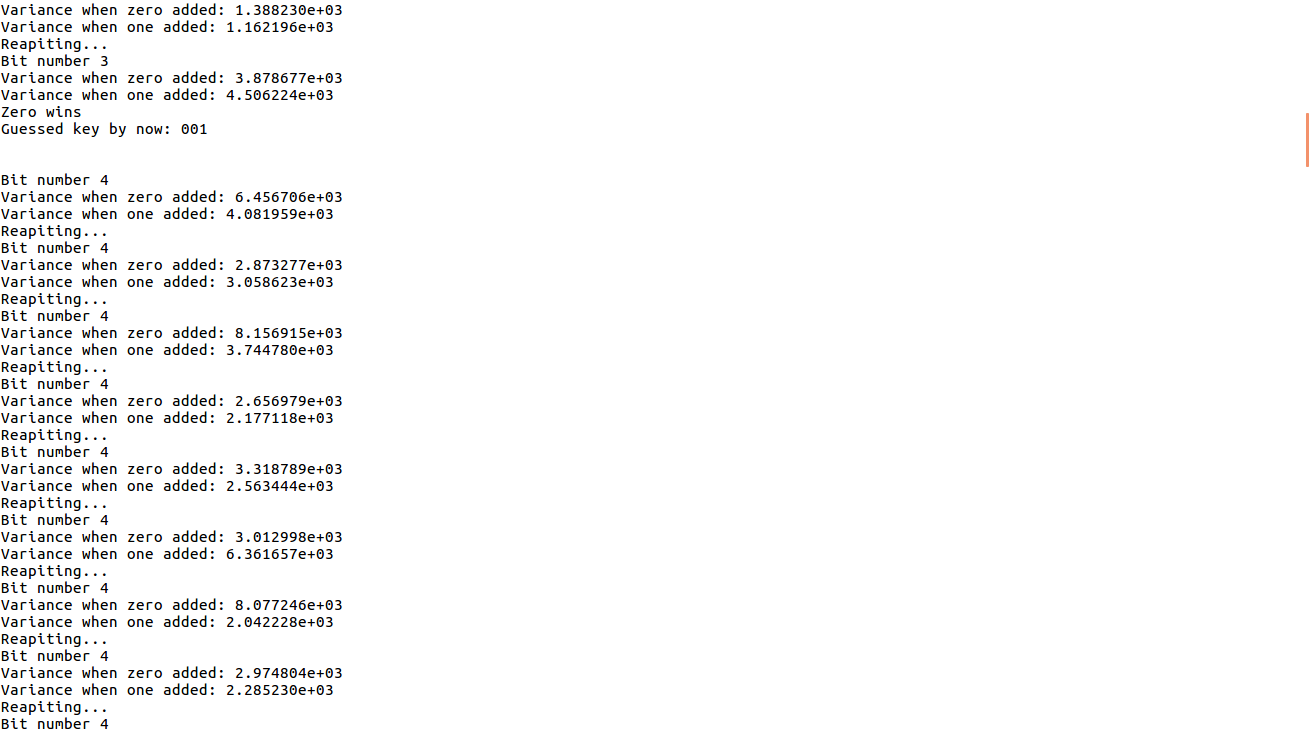 Variance when zero added: 1.388230e+03
Variance when one added: 1.162196e+03
Reapiting...
Bit number 3
Variance when zero added: 3.878677e+03
Variance when one added: 4.506224e+03
Zero wins
Guessed key by now: 001
Bit number 4
Variance when zero added: 6.456706e+03
Variance when one added: 4.081959e+03
Reapiting...
Bit number 4
Variance when zero added: 2.873277e+03
Variance when one added: 3.058623e+03
Reapiting...
Bit number 4
Variance when zero added: 8.156915e+03
Variance when one added: 3.744780e+03
Reapiting...
Bit number 4
Variance when zero added: 2.656979e+03
Variance when one added: 2.177118e+03
Reapiting...
Bit number 4
Variance when zero added: 3.318789e+03
Variance when one added: 2.563444e+03
Reapiting...
Bit number 4
Variance when zero added: 3.012998e+03
Variance when one added: 6.361657e+03
Reapiting...
Bit number 4
Variance when zero added: 8.077246e+03
Variance when one added: 2.042228e+03
Reapiting...
Bit number 4
Variance when zero added: 2.974804e+03
Variance when one added: 2.285230e+03
Reapiting...
Bit number 4